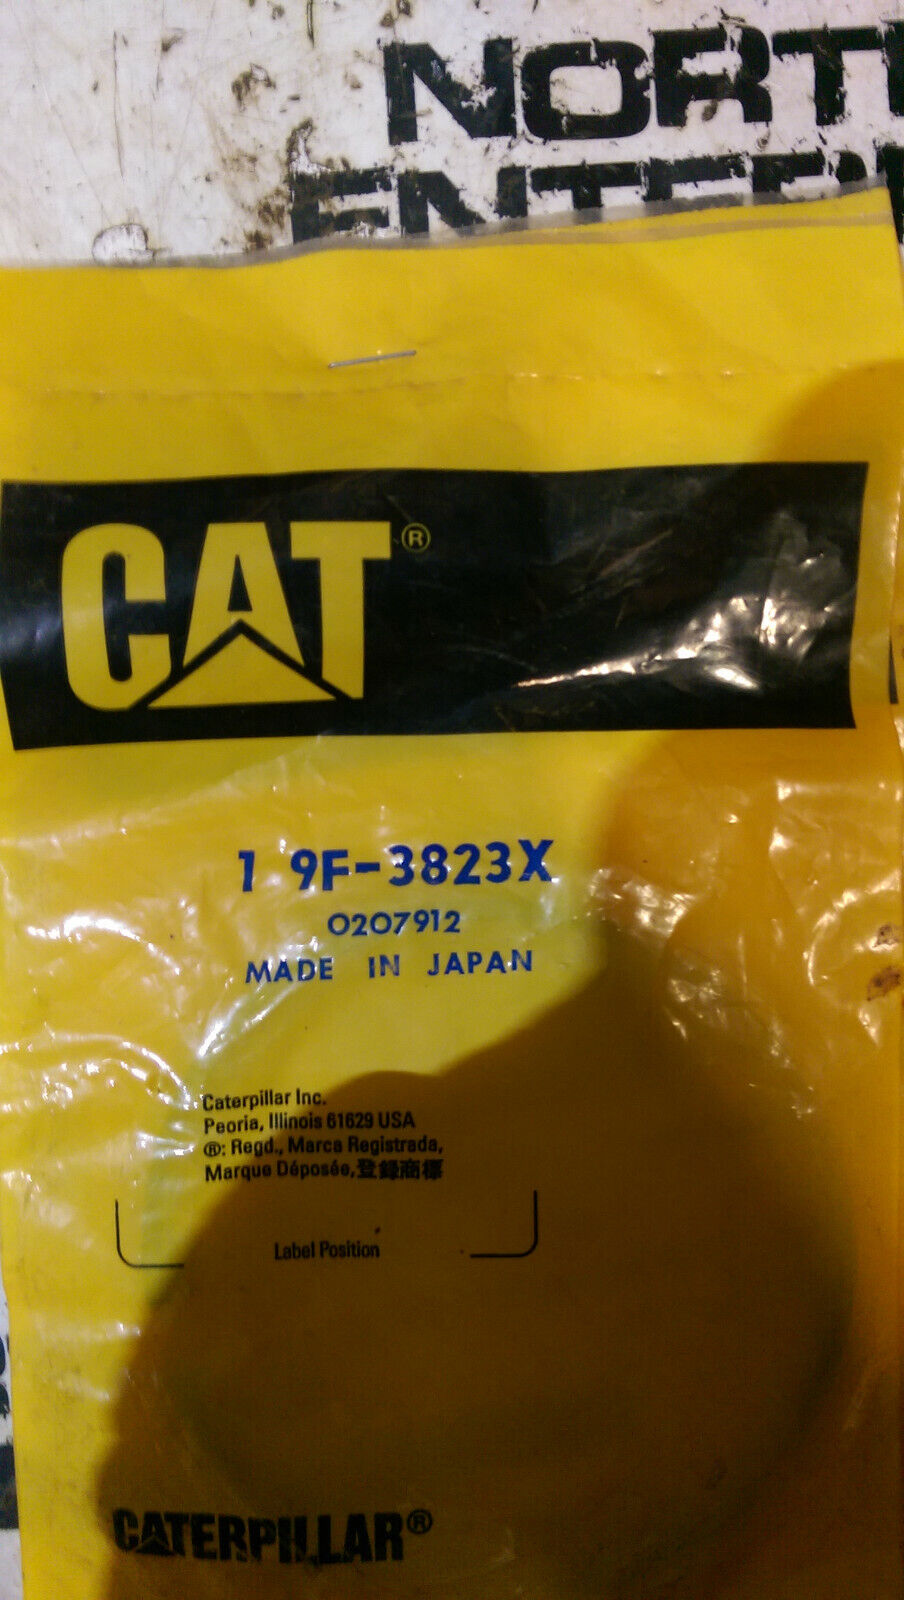 NORT
CAT®
1 9F-3823X
0207912
MADE IN JAPAN
Caterpillar Inc.
Peoria, Illinois 61629 USA
®: Regd., Marca Registrada,
Marque Déposée,登録商標
Label Position
CATERPILLAR®